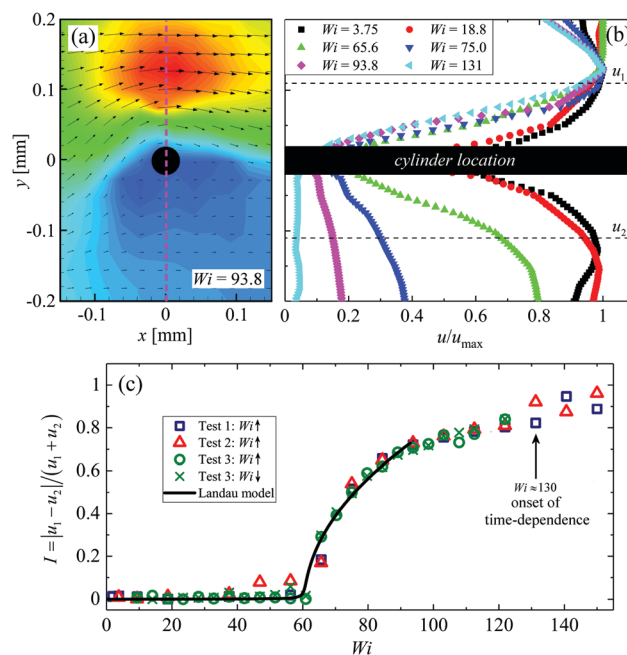 (a)
0.2
0.1
0
-0.1
-0.2
y [mm]
Wi = 93.8
-0.1
0
0.1
x [mm]
Wi = 3.75
Wi = 18.8
(b)
Wi = 65.6
Wi = 75.0
Wi = 93.8
Wi = 131
u1
cylinder location
u2
0
0.2
0.4
0.6
0.8
1
u/umax
(c)
1
0.8
0.6
0.4
0.2
0
I = |u1 − u2|/(u1 + u2)
Test 1: Wi↑
Test 2: Wi↑
Test 3: Wi↑
Test 3: Wi↓
Landau model
Wi ≈ 130
onset of
time-dependence
0
20
40
60
80
100
120
140
160
Wi